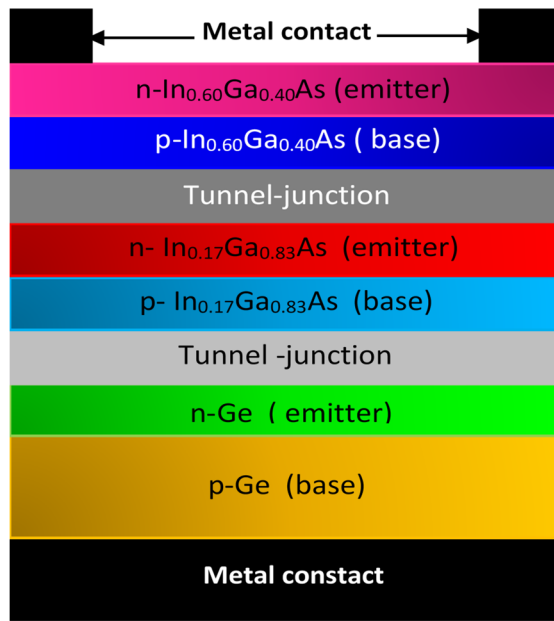 Metal contact
n-In₀.₆₀Ga₀.₄₀As (emitter)
p-In₀.₆₀Ga₀.₄₀As ( base)
Tunnel-junction
n- In₀.₁₇Ga₀.₈₃As (emitter)
p- In₀.₁₇Ga₀.₈₃As (base)
Tunnel -junction
n-Ge ( emitter)
p-Ge (base)
Metal constact